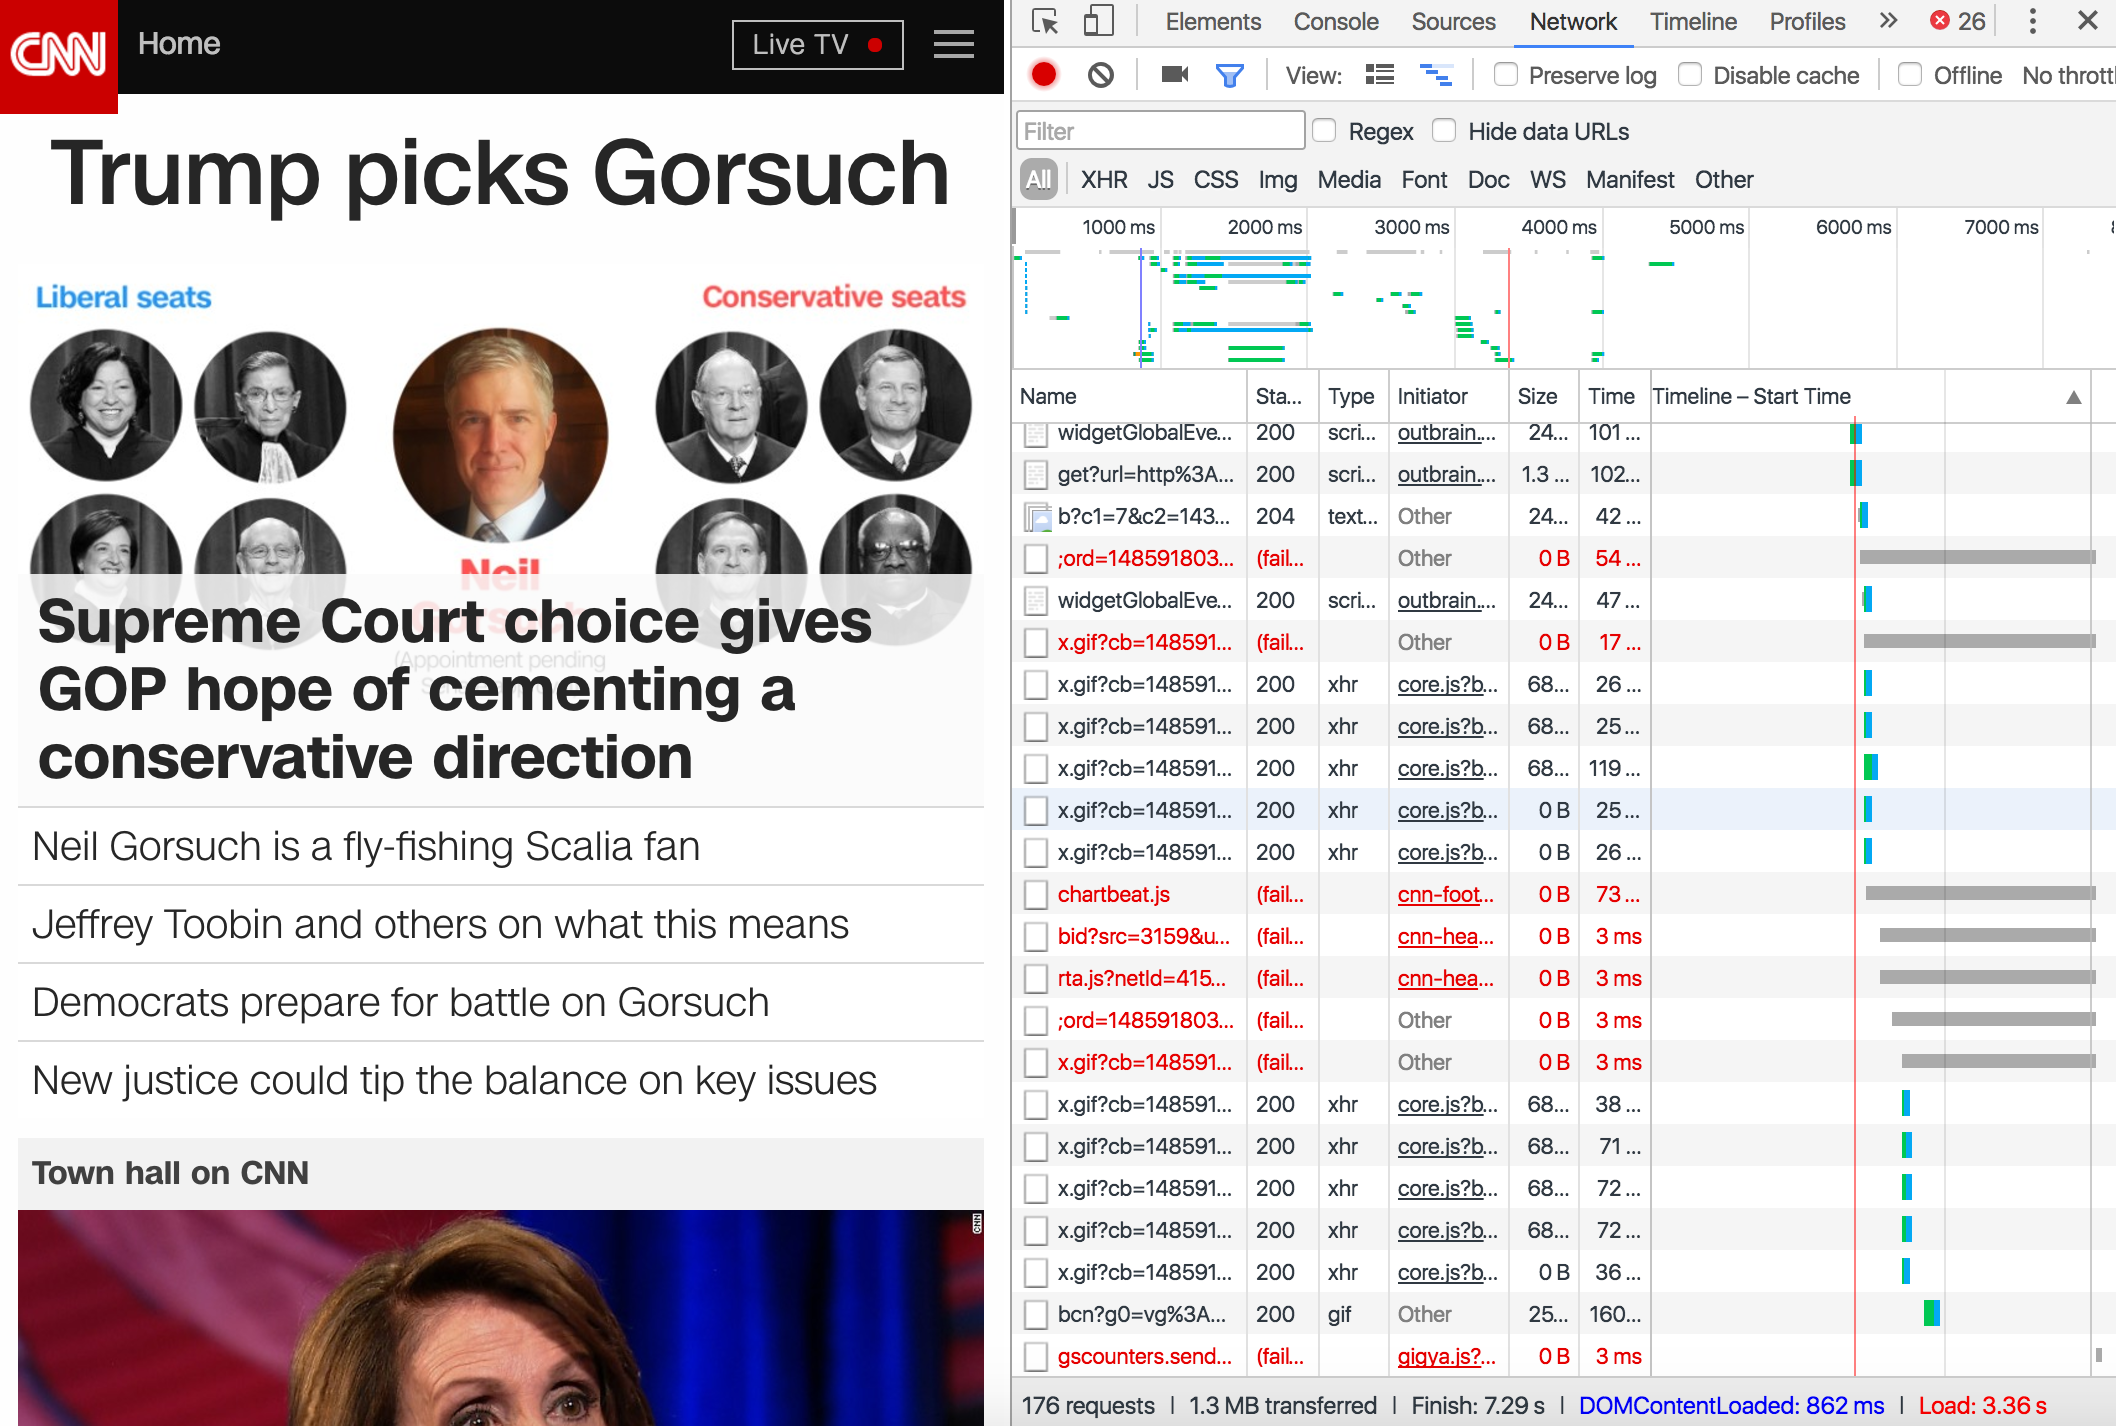 CNN Home Live TV
Trump picks Gorsuch
Liberal seats Conservative seats
Neil
(Appointment pending
Supreme Court choice gives
GOP hope of cementing a
conservative direction
Neil Gorsuch is a fly-fishing Scalia fan
Jeffrey Toobin and others on what this means
Democrats prepare for battle on Gorsuch
New justice could tip the balance on key issues
Town hall on CNN
CNN
Elements Console Sources Network Timeline Profiles » 26
View: Preserve log Disable cache Offline No thrott
Filter Regex Hide data URLs
All XHR JS CSS Img Media Font Doc WS Manifest Other
1000 ms 2000 ms 3000 ms 4000 ms 5000 ms 6000 ms 7000 ms
Name Sta... Type Initiator Size Time Timeline – Start Time
widgetGlobalEve... 200 scri... outbrain.... 24... 101 ...
get?url=http%3A... 200 scri... outbrain.... 1.3 ... 102...
b?c1=7&c2=143... 204 text... Other 24... 42 ...
;ord=148591803... (fail... Other 0 B 54 ...
widgetGlobalEve... 200 scri... outbrain.... 24... 47 ...
x.gif?cb=148591... (fail... Other 0 B 17 ...
x.gif?cb=148591... 200 xhr core.js?b... 68... 26 ...
x.gif?cb=148591... 200 xhr core.js?b... 68... 25 ...
x.gif?cb=148591... 200 xhr core.js?b... 68... 119 ...
x.gif?cb=148591... 200 xhr core.js?b... 0 B 25 ...
x.gif?cb=148591... 200 xhr core.js?b... 0 B 26 ...
chartbeat.js (fail... cnn-foot... 0 B 73 ...
bid?src=3159&u... (fail... cnn-hea... 0 B 3 ms
rta.js?netId=415... (fail... cnn-hea... 0 B 3 ms
;ord=148591803... (fail... Other 0 B 3 ms
x.gif?cb=148591... (fail... Other 0 B 3 ms
x.gif?cb=148591... 200 xhr core.js?b... 68... 38 ...
x.gif?cb=148591... 200 xhr core.js?b... 68... 71 ...
x.gif?cb=148591... 200 xhr core.js?b... 68... 72 ...
x.gif?cb=148591... 200 xhr core.js?b... 68... 72 ...
x.gif?cb=148591... 200 xhr core.js?b... 0 B 36 ...
bcn?g0=vg%3A... 200 gif Other 25... 160...
gscounters.send... (fail... gigya.js?... 0 B 3 ms
176 requests | 1.3 MB transferred | Finish: 7.29 s | DOMContentLoaded: 862 ms | Load: 3.36 s